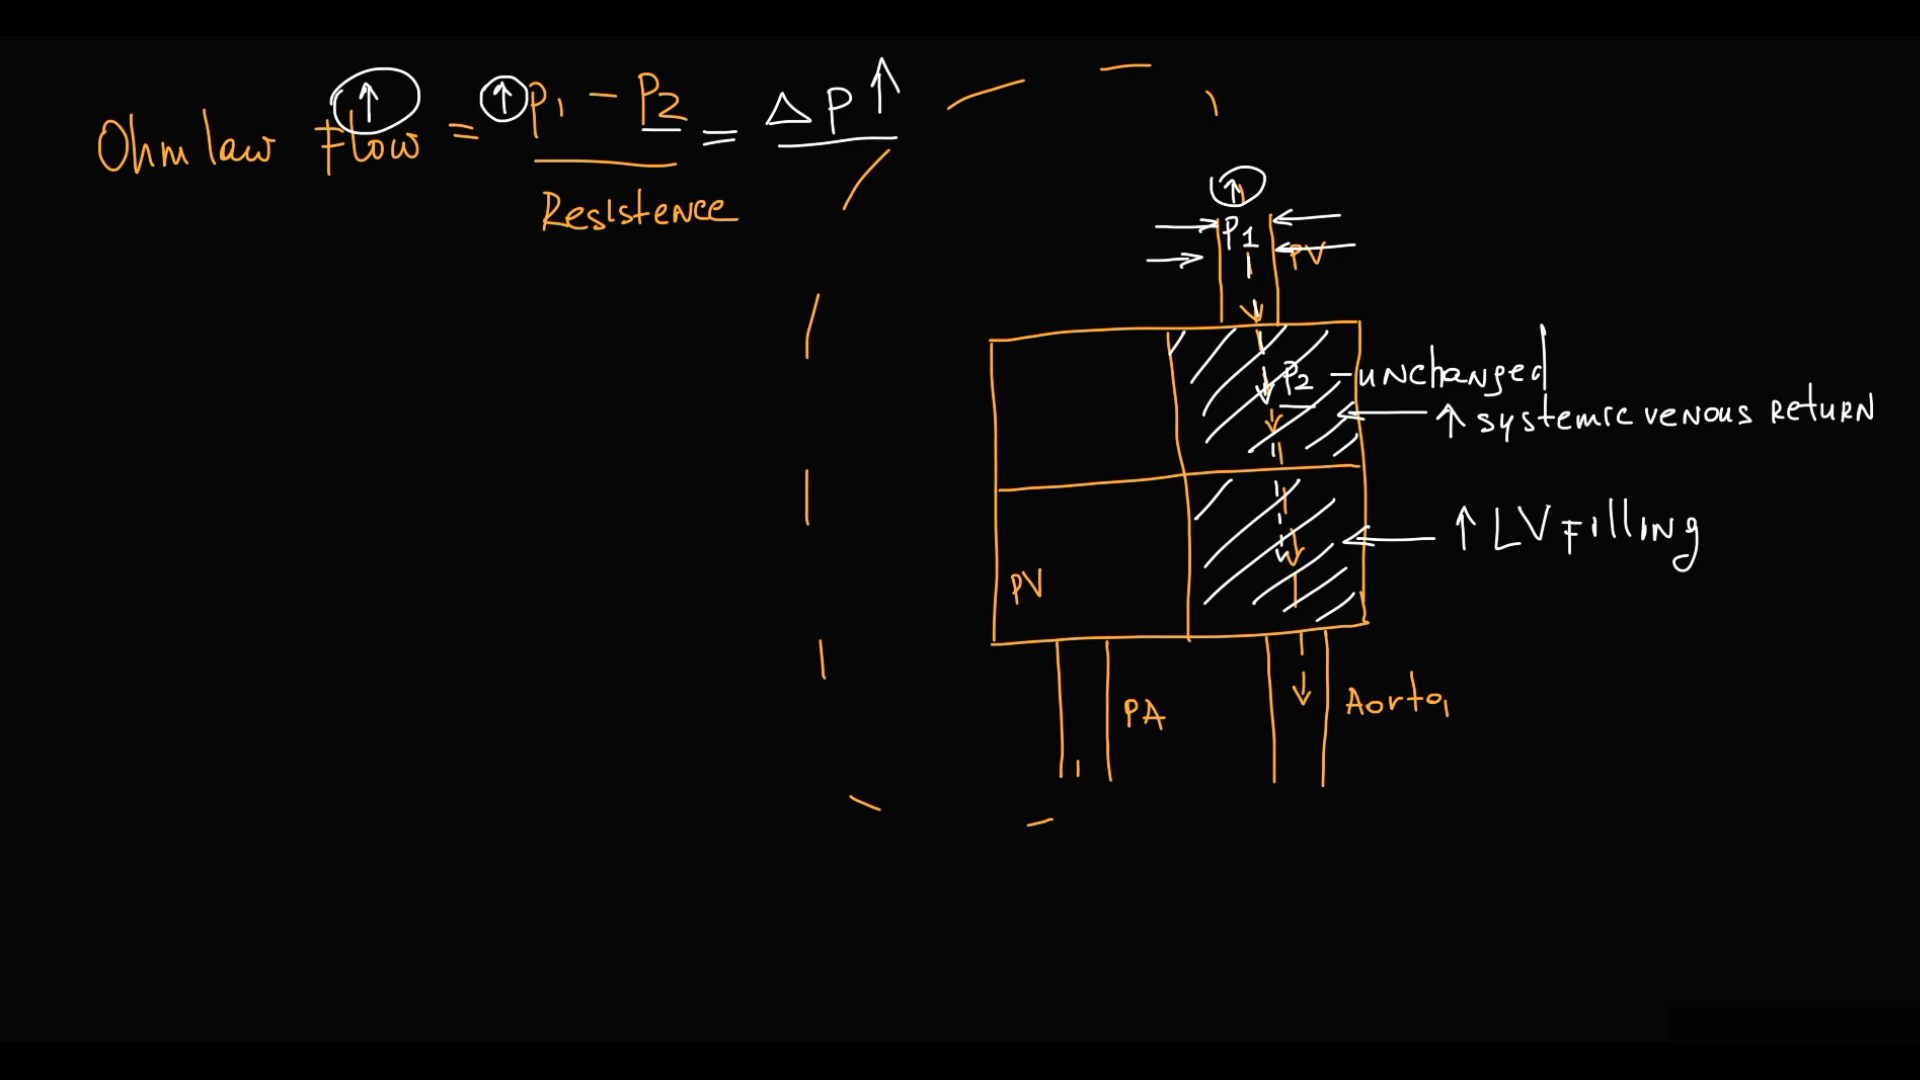 Ohm law Flow ↑ = ↑ P1 - P2 = ΔP ↑
Resistence
↑
P1
PV
P2 - unchanged
↑ systemic venous return
↑ LV Filling
PV
PA
Aorta